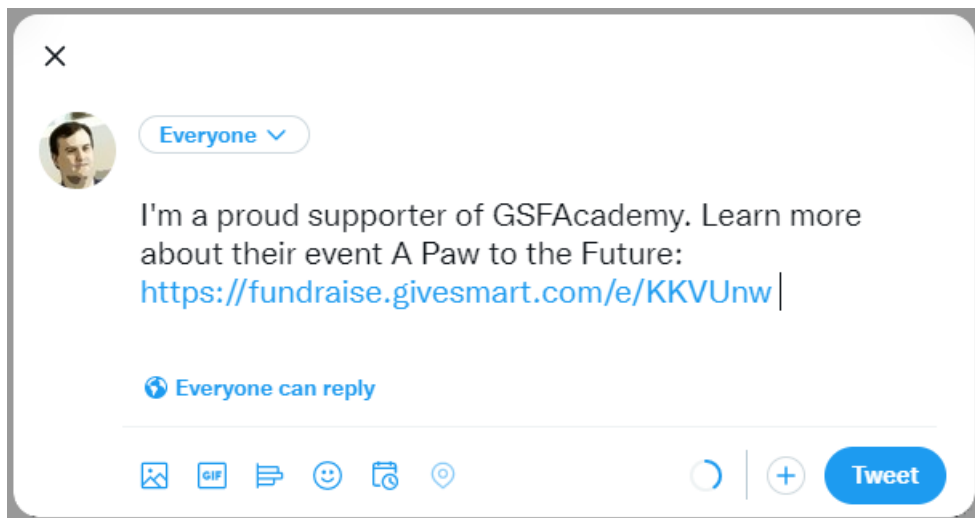 Everyone
I'm a proud supporter of GSFAcademy. Learn more
about their event A Paw to the Future:
https://fundraise.givesmart.com/e/KKVUnw
Everyone can reply
GIF
Tweet